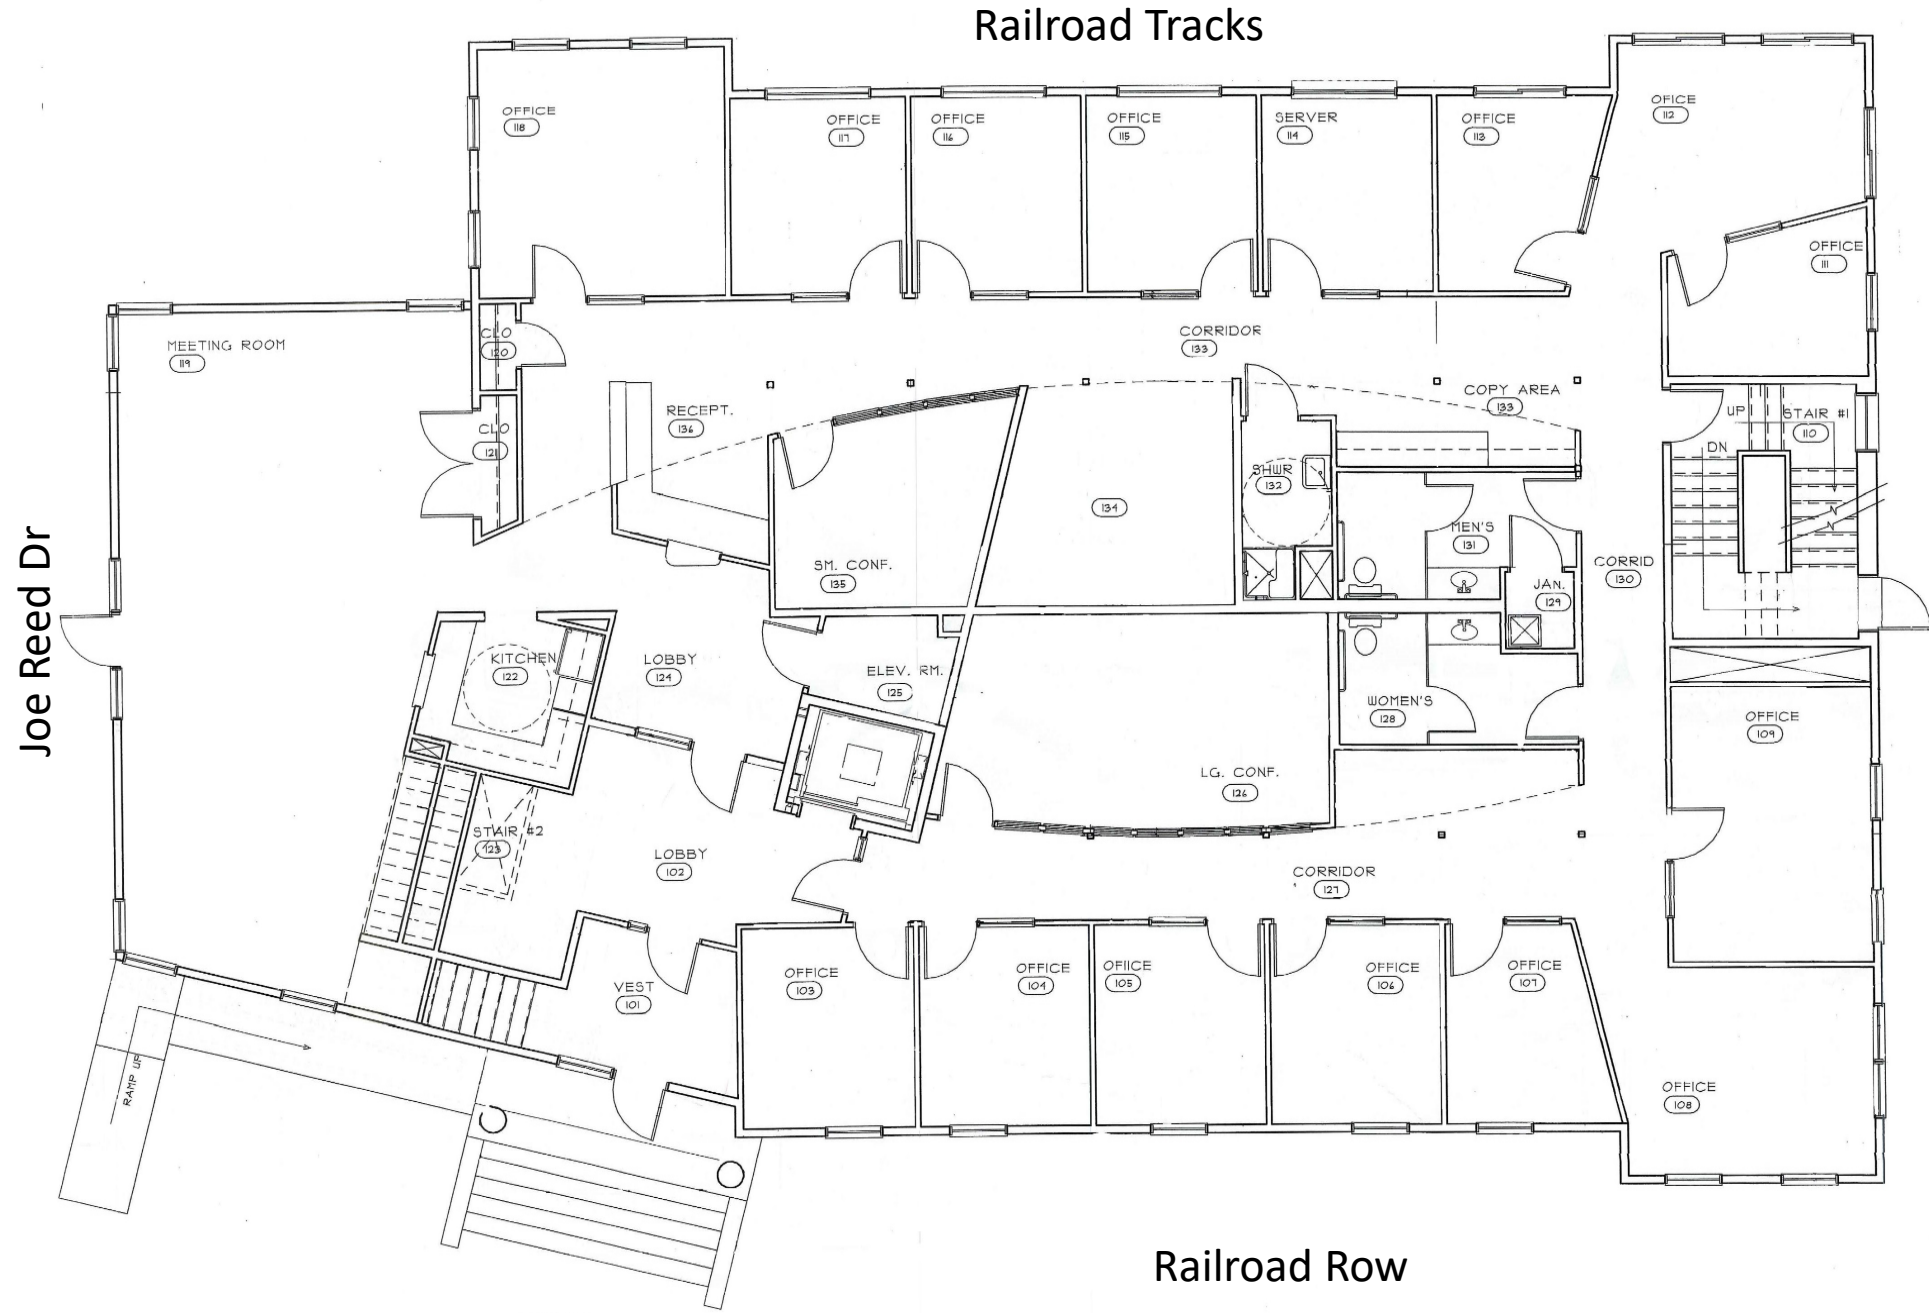 Railroad Tracks
OFFICE
118
OFFICE
117
OFFICE
116
OFFICE
115
SERVER
114
OFFICE
113
OFICE
112
OFFICE
111
MEETING ROOM
119
CLO
120
CORRIDOR
133
RECEPT.
136
COPY AREA
133
UP
STAIR #1
110
DN
CLO
121
SHWR
132
134
MEN'S
131
SM. CONF.
135
CORRID
130
JAN.
129
Joe Reed Dr
KITCHEN
122
LOBBY
124
ELEV. RM.
125
WOMEN'S
128
OFFICE
109
LG. CONF.
126
STAIR #2
123
LOBBY
102
CORRIDOR
127
VEST
101
OFFICE
103
OFFICE
104
OFIICE
105
OFFICE
106
OFFICE
107
OFFICE
108
RAMP UP
Railroad Row